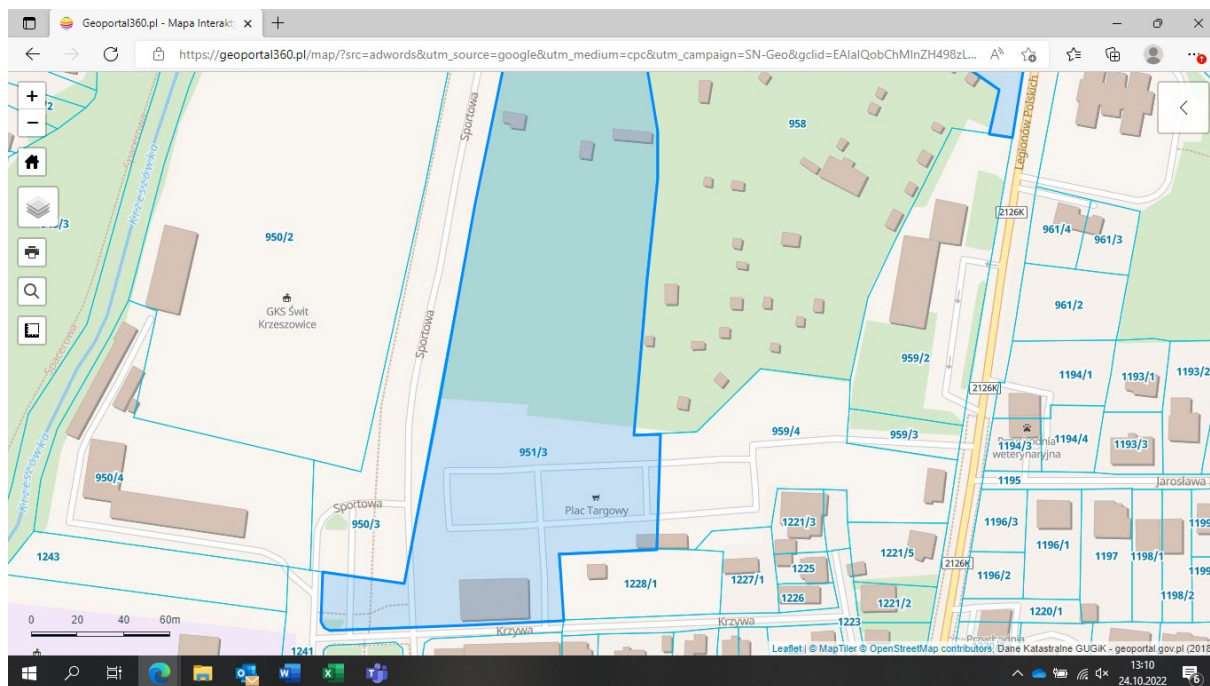 Geoportal360.pl - Mapa Interakty
https://geoportal360.pl/map/?src=adwords&utm_source=google&utm_medium=cpc&utm_campaign=SN-Geo&gclid=EAIaIQobChMInZH498zL...
+
−
Sportowa
Legionów Polskich
Spacerowa
Krzeszówka
958
2126K
961/4
961/3
950/2
GKS Świt
Krzeszowice
961/2
Sportowa
Spacerowa
959/2
1194/1
1193/1
1193/2
2126K
959/4
959/3
1194/3
1194/4
1193/3
weterynaryjna
951/3
950/4
1195
Jarosława
Plac Targowy
Sportowa
950/3
1221/3
1196/3
1196/1
1197
1198/1
Krzeszówka
1243
1221/5
2126K
1225
1228/1
1227/1
1196/2
1226
1221/2
1198/2
0 20 40 60m
Krzywa
Krzywa
1223
1220/1
1241
Przychodnia
Leaflet | © MapTiler © OpenStreetMap contributors, Dane Katastralne GUGiK - geoportal.gov.pl (2018
13:10
24.10.2022
6